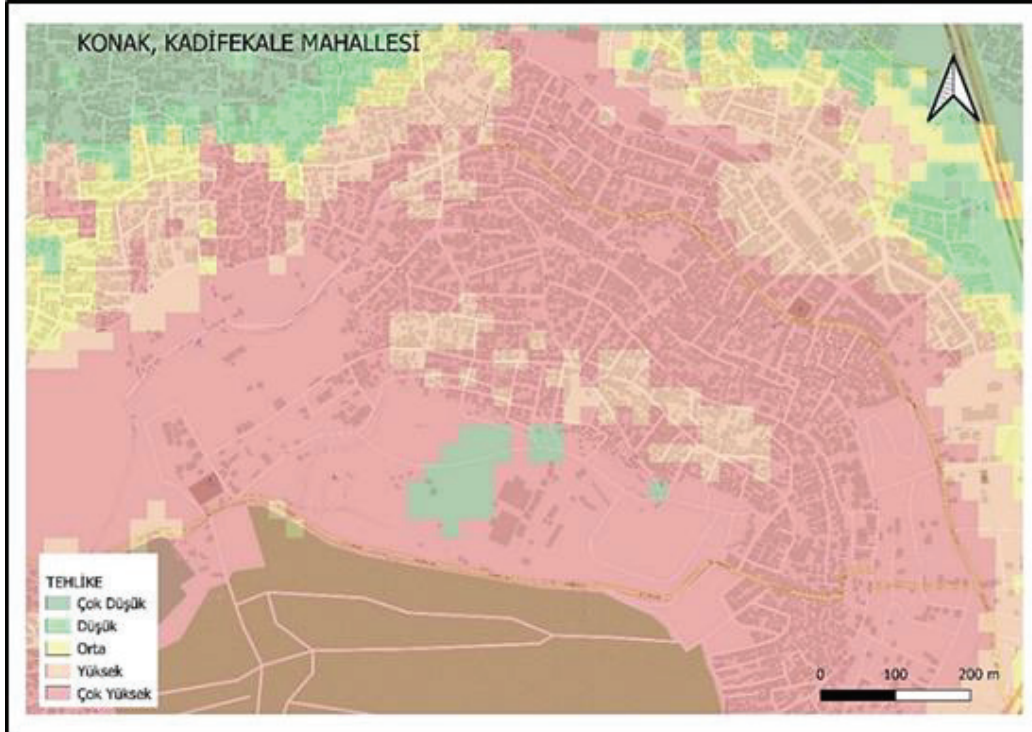 KONAK, KADİFEKALE MAHALLESİ
TEHLİKE
Çok Düşük
Düşük
Orta
Yüksek
Çok Yüksek
0 100 200 m